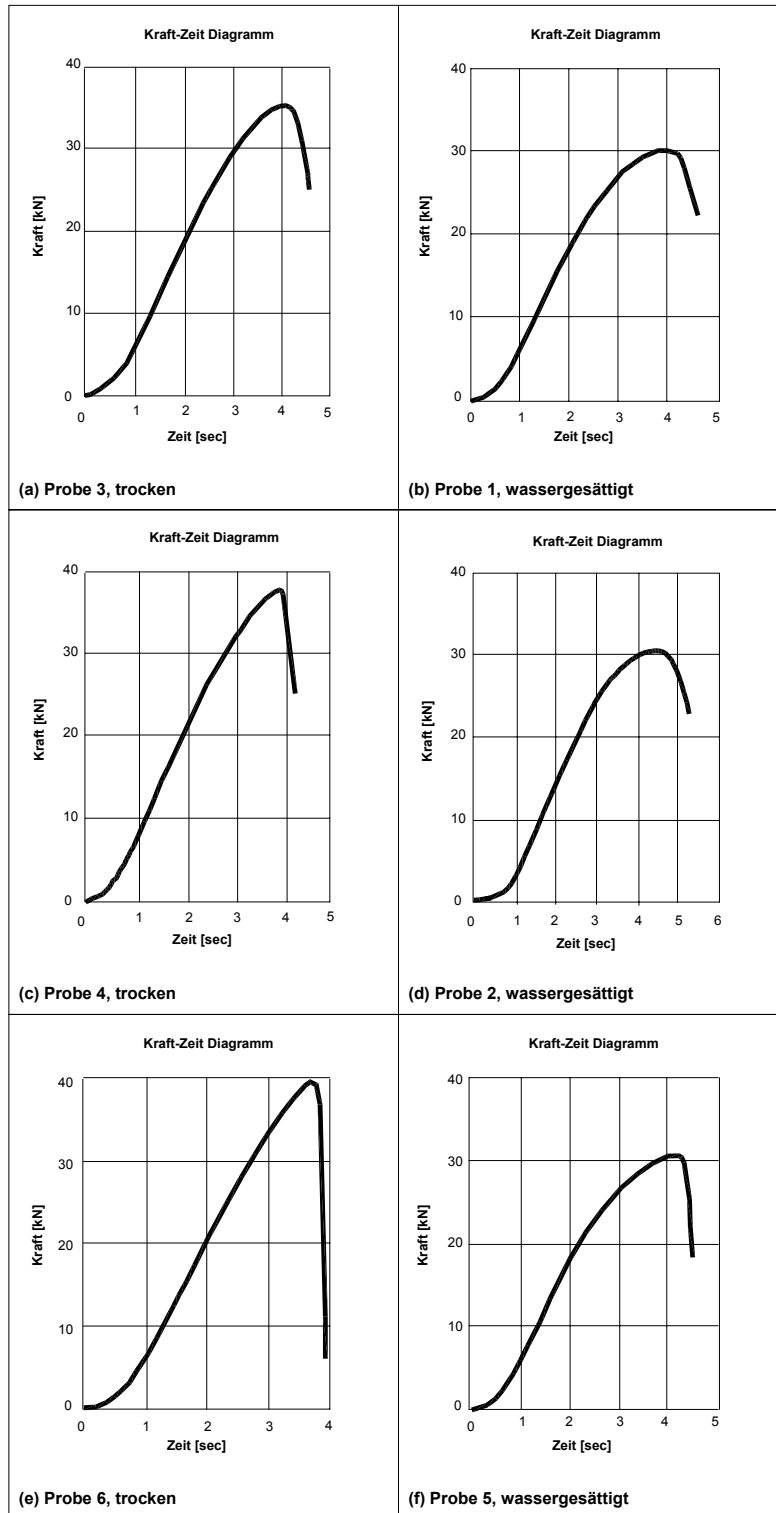 Kraft-Zeit Diagramm
40
30
20
10
0
Kraft [kN]
0 1 2 3 4 5
Zeit [sec]
(a) Probe 3, trocken
Kraft-Zeit Diagramm
40
30
20
10
0
Kraft [kN]
0 1 2 3 4 5
Zeit [sec]
(b) Probe 1, wassergesättigt
Kraft-Zeit Diagramm
40
30
20
10
0
Kraft [kN]
0 1 2 3 4 5
Zeit [sec]
(c) Probe 4, trocken
Kraft-Zeit Diagramm
40
30
20
10
0
Kraft [kN]
0 1 2 3 4 5 6
Zeit [sec]
(d) Probe 2, wassergesättigt
Kraft-Zeit Diagramm
40
30
20
10
0
Kraft [kN]
0 1 2 3 4
Zeit [sec]
(e) Probe 6, trocken
Kraft-Zeit Diagramm
40
30
20
10
0
Kraft [kN]
0 1 2 3 4 5
Zeit [sec]
(f) Probe 5, wassergesättigt